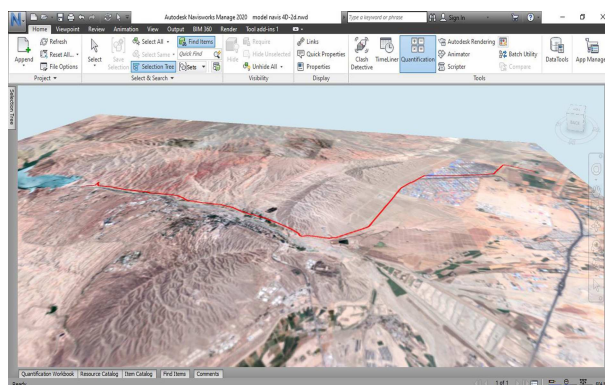 Autodesk Navisworks Manage 2020 model navis 4D-2d.nwd
Type a keyword or phrase
Sign In
Home Viewpoint Review Animation View Output BIM 360 Render Tool add-ins 1
Append
Refresh
Reset All...
File Options
Project
Select
Save Selection
Select All
Select Same
Selection Tree
Find Items
Quick Find
Sets
Select & Search
Hide
Require
Hide Unselected
Unhide All
Visibility
Links
Quick Properties
Properties
Display
Clash Detective
TimeLiner
Quantification
Autodesk Rendering
Animator
Scripter
Batch Utility
Compare
DataTools
App Manage
Tools
Selection Tree
Quantification Workbook Resource Catalog Item Catalog Find Items Comments
Ready
1 of 1